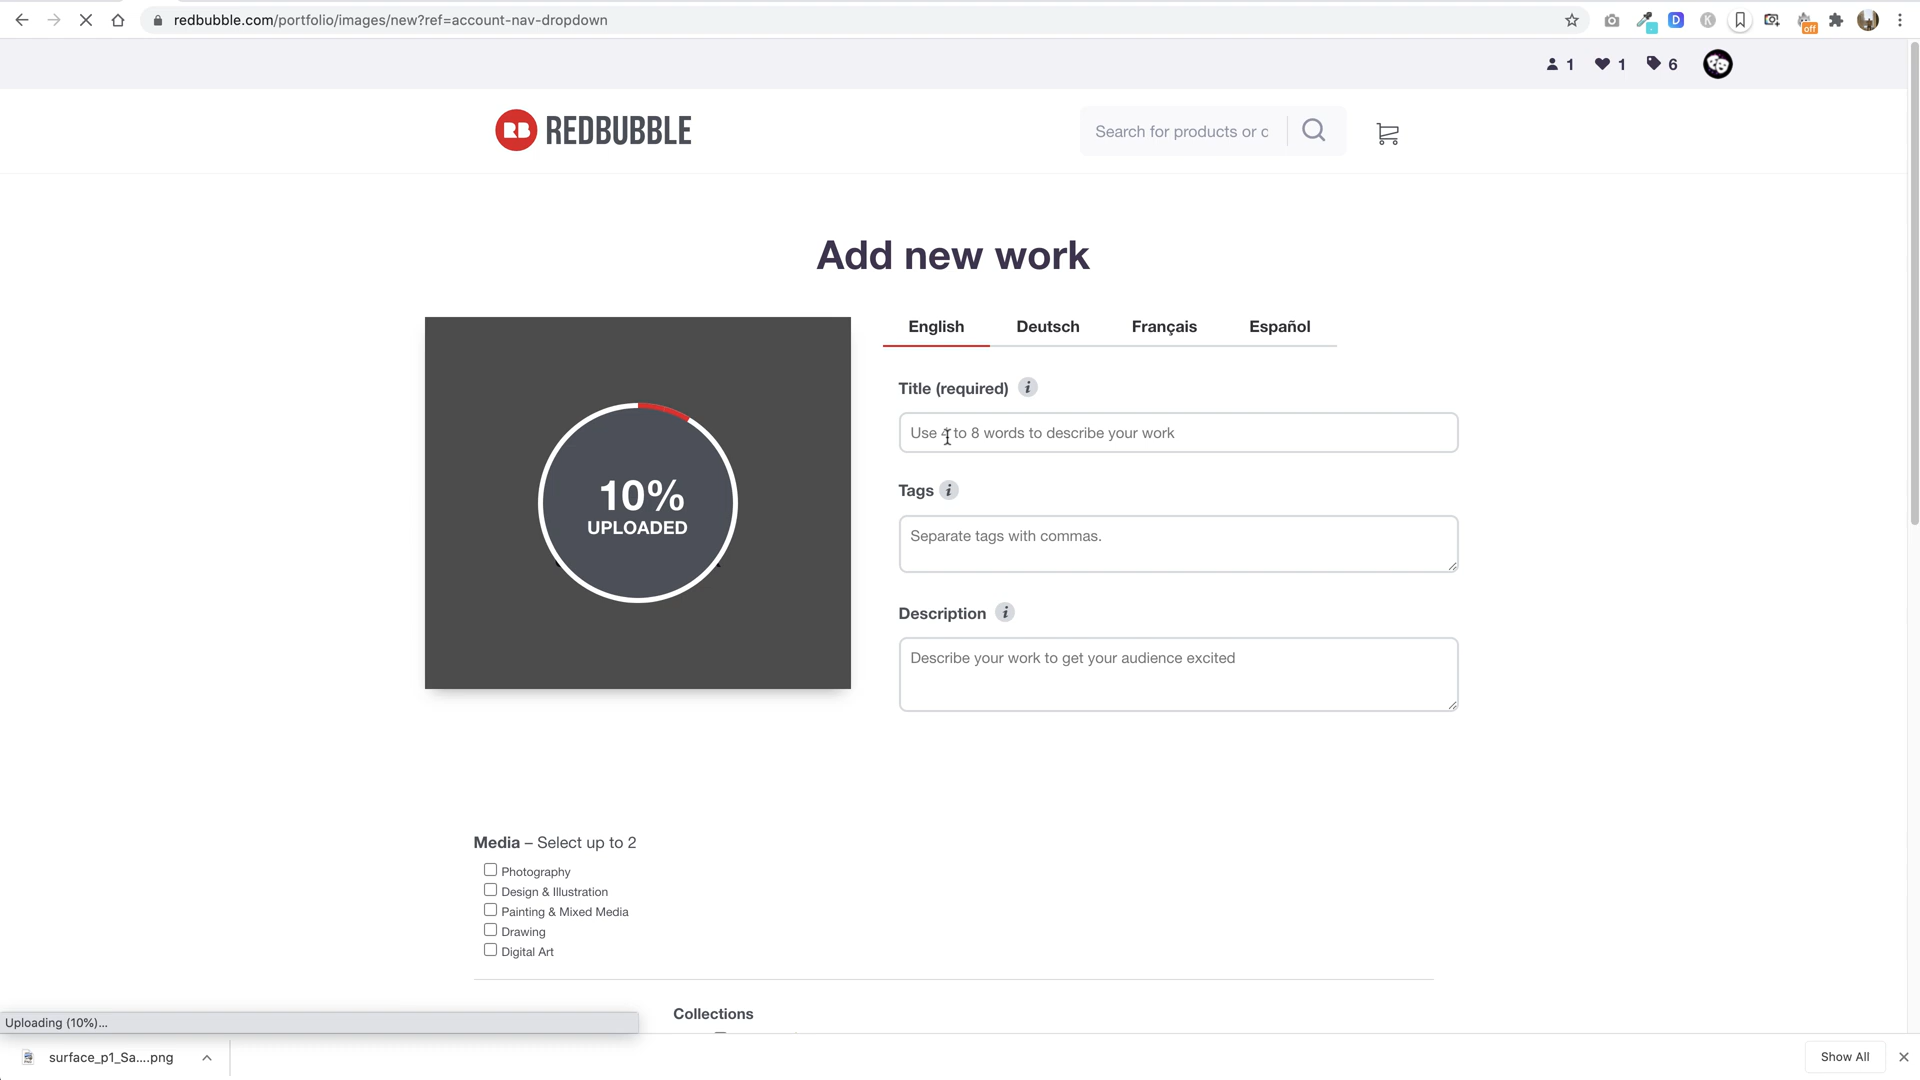 redbubble.com/portfolio/images/new?ref=account-nav-dropdown
D
K
off
1
1
6
RB REDBUBBLE
Search for products or c
Add new work
English Deutsch Français Español
Title (required) i
Use 4 to 8 words to describe your work
Tags i
Separate tags with commas.
10%
UPLOADED
Description i
Describe your work to get your audience excited
Media – Select up to 2
Photography
Design & Illustration
Painting & Mixed Media
Drawing
Digital Art
Collections
Uploading (10%)...
surface_p1_Sa....png
Show All